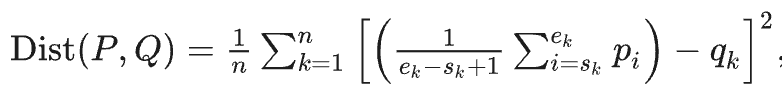 Dist(P, Q) = \frac{1}{n} \sum_{k=1}^{n} \left[ \left( \frac{1}{e_k - s_k + 1} \sum_{i=s_k}^{e_k} p_i \right) - q_k \right]^2,